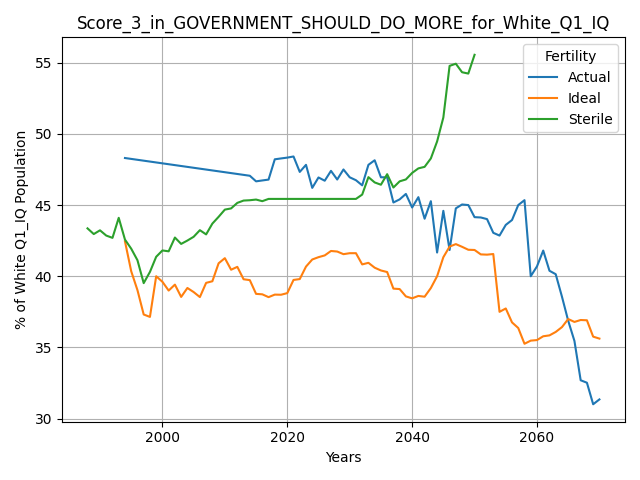 Score_3_in_GOVERNMENT_SHOULD_DO_MORE_for_White_Q1_IQ
Fertility
Actual
Ideal
Sterile
% of White Q1_IQ Population
55
50
45
40
35
30
2000
2020
2040
2060
Years